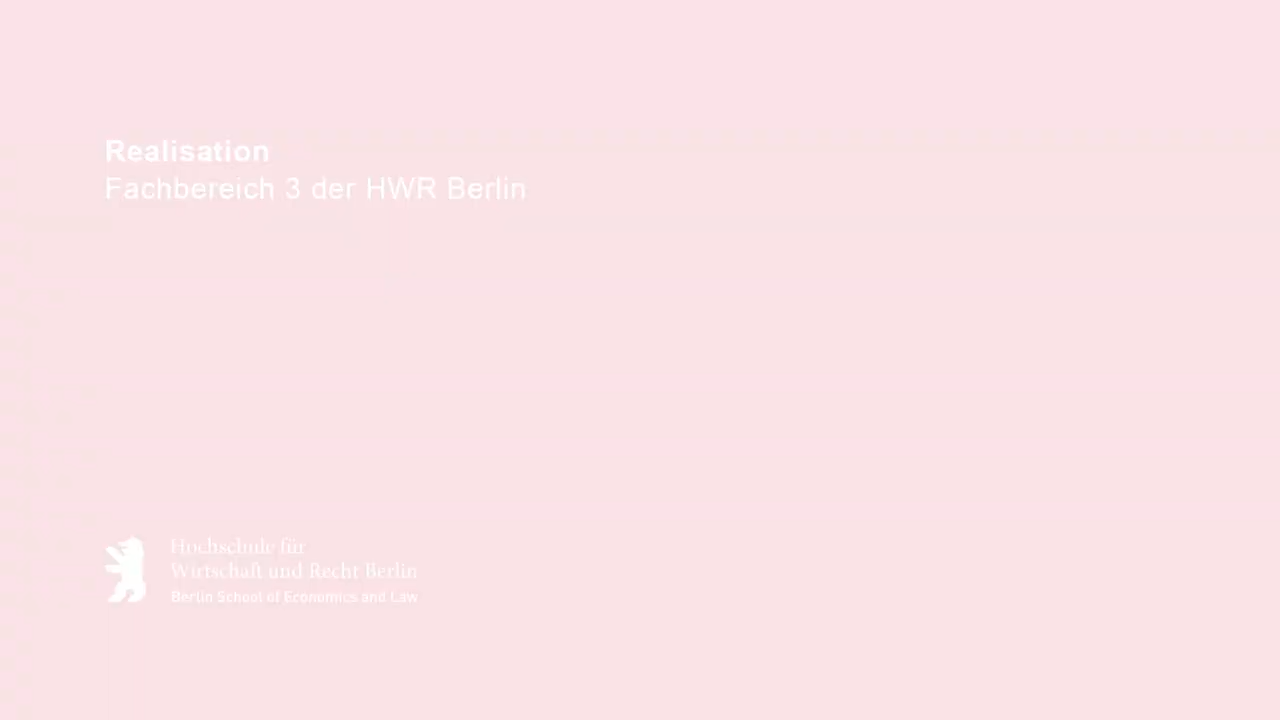 Realisation
Fachbereich 3 der HWR Berlin
Hochschule für
Wirtschaft und Recht Berlin
Berlin School of Economics and Law